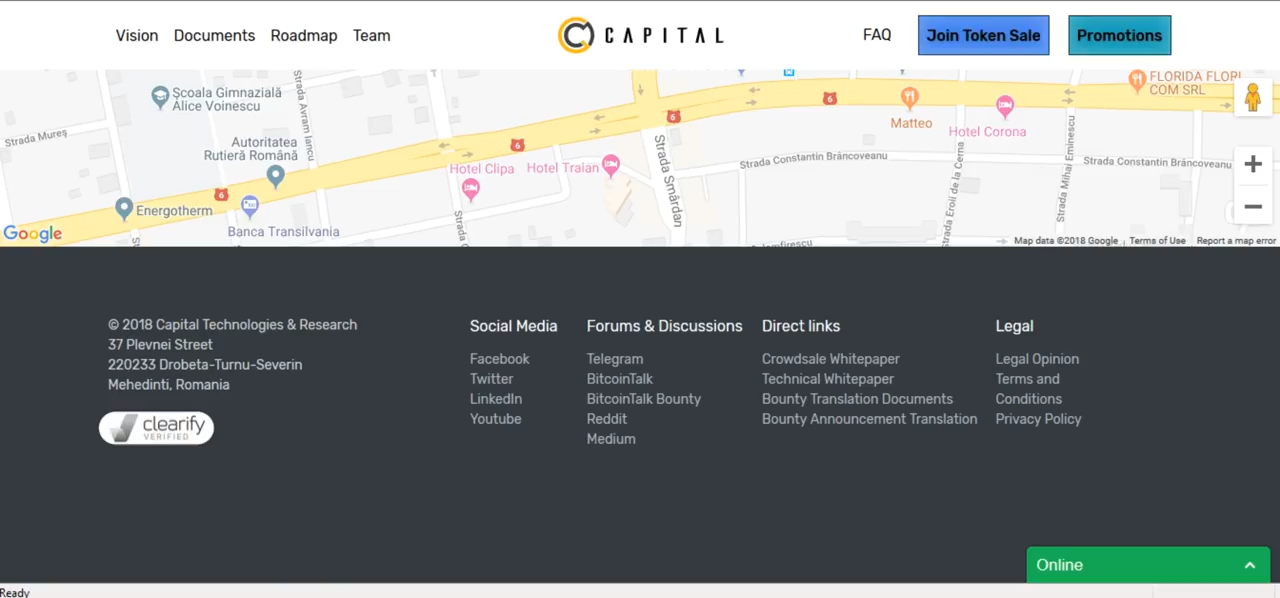 Vision Documents Roadmap Team
CAPITAL
FAQ
Join Token Sale
Promotions
Școala Gimnazială
Alice Voinescu
Strada Avram Iancu
FLORIDA FLORI
COM SRL
Strada Mureș
Autoritatea
Rutieră Română
6
6
6
6
Matteo
Hotel Corona
Hotel Clipa
Hotel Traian
Strada Smârdan
Strada Constantin Brâncoveanu
Strada Eroii de la Cerna
Strada Mihai Eminescu
Strada Constantin Brâncoveanu
Energotherm
Banca Transilvania
Google
Map data ©2018 Google
Terms of Use
Report a map error
© 2018 Capital Technologies & Research
37 Plevnei Street
220233 Drobeta-Turnu-Severin
Mehedinti, Romania
clearify
VERIFIED
Social Media
Facebook
Twitter
LinkedIn
Youtube
Forums & Discussions
Telegram
BitcoinTalk
BitcoinTalk Bounty
Reddit
Medium
Direct links
Crowdsale Whitepaper
Technical Whitepaper
Bounty Translation Documents
Bounty Announcement Translation
Legal
Legal Opinion
Terms and
Conditions
Privacy Policy
Online
Ready